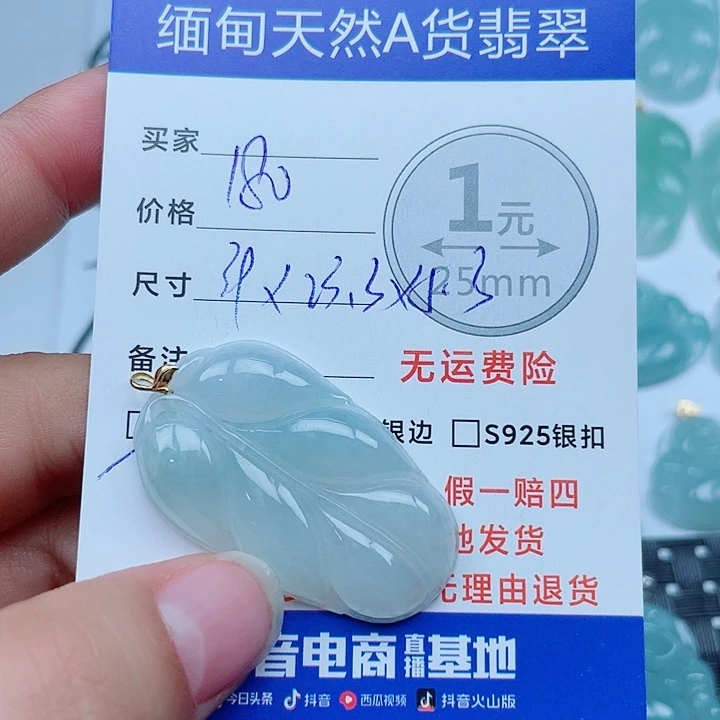 缅甸天然A货翡翠
买家
180
价格
1元
25mm
尺寸
备注
无运费险
银边 □S925银扣
假一赔四
地发货
无理由退货
音电商直播基地
今日头条 抖音 西瓜视频 抖音火山版